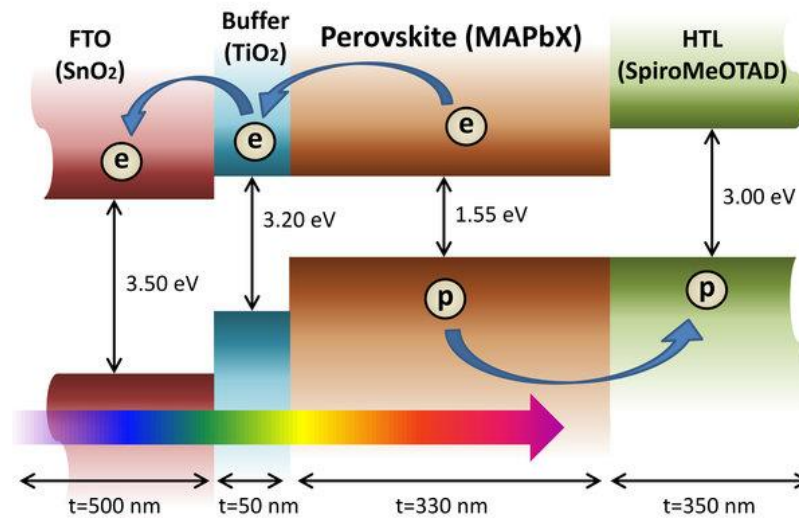 FTO
(SnO₂)
Buffer
(TiO₂)
Perovskite (MAPbX)
HTL
(SpiroMeOTAD)
e
e
e
3.50 eV
3.20 eV
1.55 eV
3.00 eV
p
p
t=500 nm
t=50 nm
t=330 nm
t=350 nm